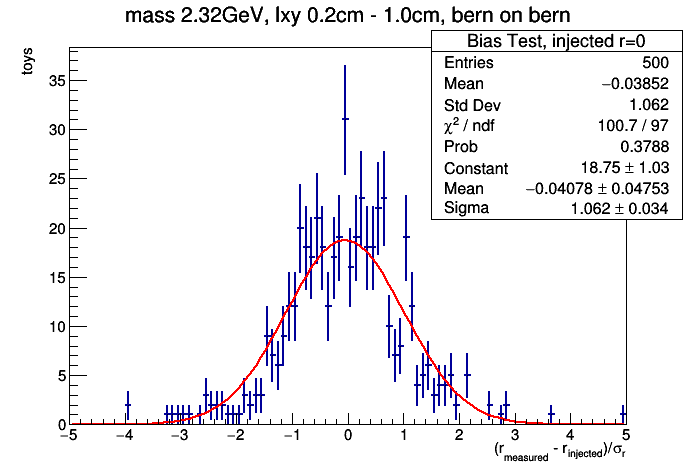 mass 2.32GeV, lxy 0.2cm - 1.0cm, bern on bern
Bias Test, injected r=0
Entries 500
Mean −0.03852
Std Dev 1.062
χ² / ndf 100.7 / 97
Prob 0.3788
Constant 18.75 ± 1.03
Mean −0.04078 ± 0.04753
Sigma 1.062 ± 0.034
toys
35
30
25
20
15
10
5
0
−5 −4 −3 −2 −1 0 1 2 3 4 5
(r_measured - r_injected)/σ_r